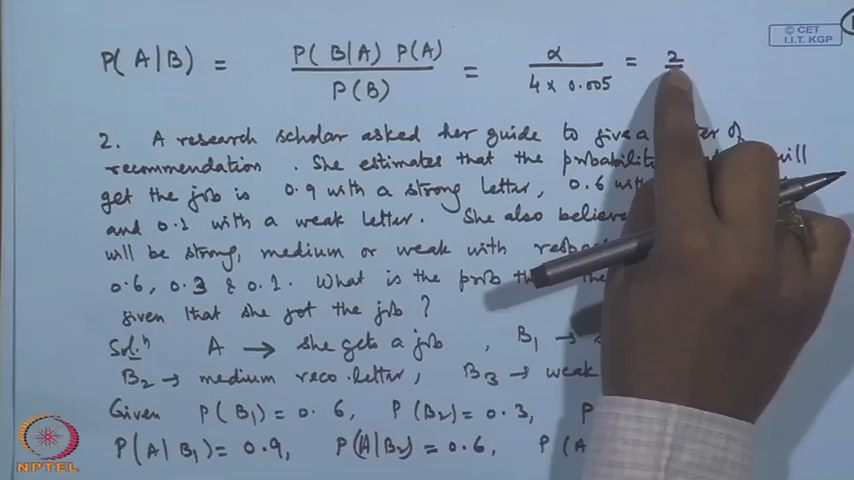 © CET
I.I.T. KGP
P(A|B) = P(B|A) P(A) / P(B) = α / 4 × 0.005 = 2
2. A research scholar asked her guide to give a of
recommendation. She estimates that the will
get the job is 0.9 with a strong letter, 0.6
and 0.1 with a weak letter. She also
will be strong, medium or weak with
0.6, 0.3 & 0.1. What is the prob
given that she got the job?
Sol.ⁿ A → she gets a job, B₁ →
B₂ → medium reco. letter, B₃ → weak
Given P(B₁) = 0.6, P(B₂) = 0.3, P
P(A|B₁) = 0.9, P(A|B₂) = 0.6, P(A
NPTEL